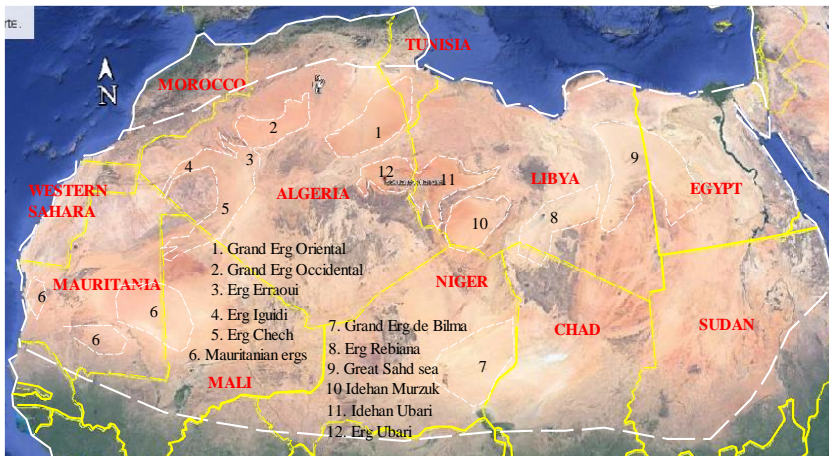 rte.
TUNISIA
MOROCCO
N
2
1
3
4
12
11
9
WESTERN
SAHARA
ALGERIA
LIBYA
EGYPT
5
10
8
1. Grand Erg Oriental
2. Grand Erg Occidental
3. Erg Erraoui
4. Erg Iguidi
5. Erg Chech
6. Mauritanian ergs
MAURITANIA
6
6
6
NIGER
7. Grand Erg de Bilma
8. Erg Rebiana
9. Great Sahd sea
10 Idehan Murzuk
11. Idehan Ubari
12. Erg Ubari
7
CHAD
SUDAN
MALI